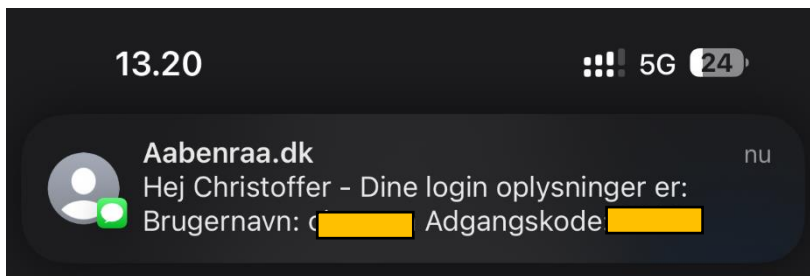 13.20 5G 24
Aabenraa.dk nu
Hej Christoffer - Dine login oplysninger er:
Brugernavn: Adgangskode: